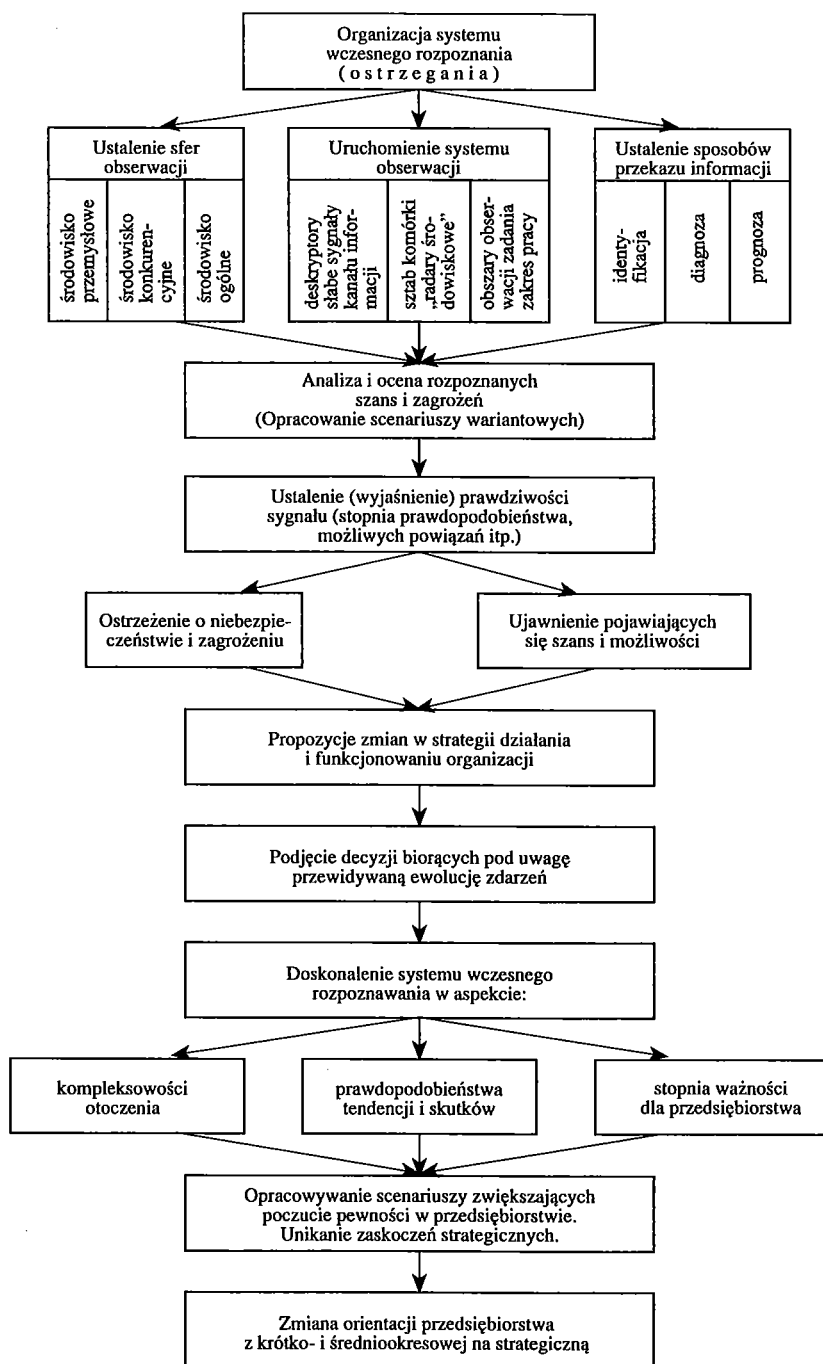 Organizacja systemu
wczesnego rozpoznania
(ostrzegania)
Ustalenie sfer
obserwacji
środowisko
przemysłowe
środowisko
konkuren-
cyjne
środowisko
ogólne
Uruchomienie systemu
obserwacji
deskryptory
słabe sygnały
kanału infor-
macji
sztab komórki
„radary śro-
dowiskowe”
obszary obser-
wacji zadania
zakres pracy
Ustalenie sposobów
przekazu informacji
identy-
fikacja
diagnoza
prognoza
Analiza i ocena rozpoznanych
szans i zagrożeń
(Opracowanie scenariuszy wariantowych)
Ustalenie (wyjaśnienie) prawdziwości
sygnału (stopnia prawdopodobieństwa,
możliwych powiązań itp.)
Ostrzeżenie o niebezpie-
czeństwie i zagrożeniu
Ujawnienie pojawiających
się szans i możliwości
Propozycje zmian w strategii działania
i funkcjonowaniu organizacji
Podjęcie decyzji biorących pod uwagę
przewidywaną ewolucję zdarzeń
Doskonalenie systemu wczesnego
rozpoznawania w aspekcie:
kompleksowości
otoczenia
prawdopodobieństwa
tendencji i skutków
stopnia ważności
dla przedsiębiorstwa
Opracowywanie scenariuszy zwiększających
poczucie pewności w przedsiębiorstwie.
Unikanie zaskoczeń strategicznych.
Zmiana orientacji przedsiębiorstwa
z krótko- i średniookresowej na strategiczną